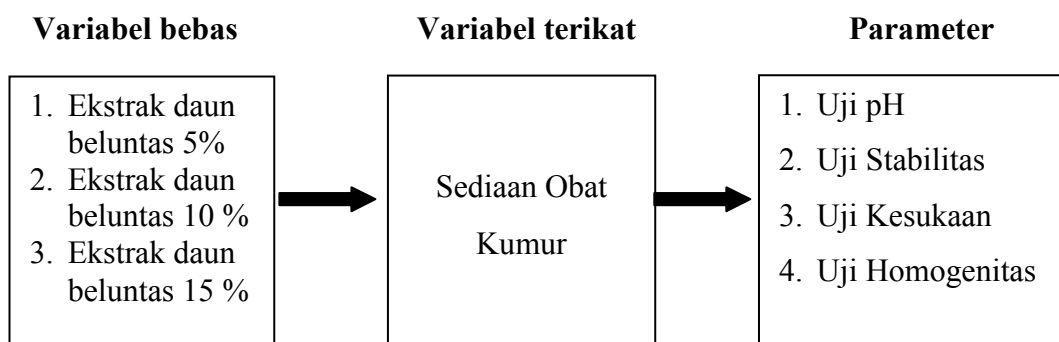 Variabel bebas
1. Ekstrak daun
beluntas 5%
2. Ekstrak daun
beluntas 10 %
3. Ekstrak daun
beluntas 15 %
Variabel terikat
Sediaan Obat
Kumur
Parameter
1. Uji pH
2. Uji Stabilitas
3. Uji Kesukaan
4. Uji Homogenitas